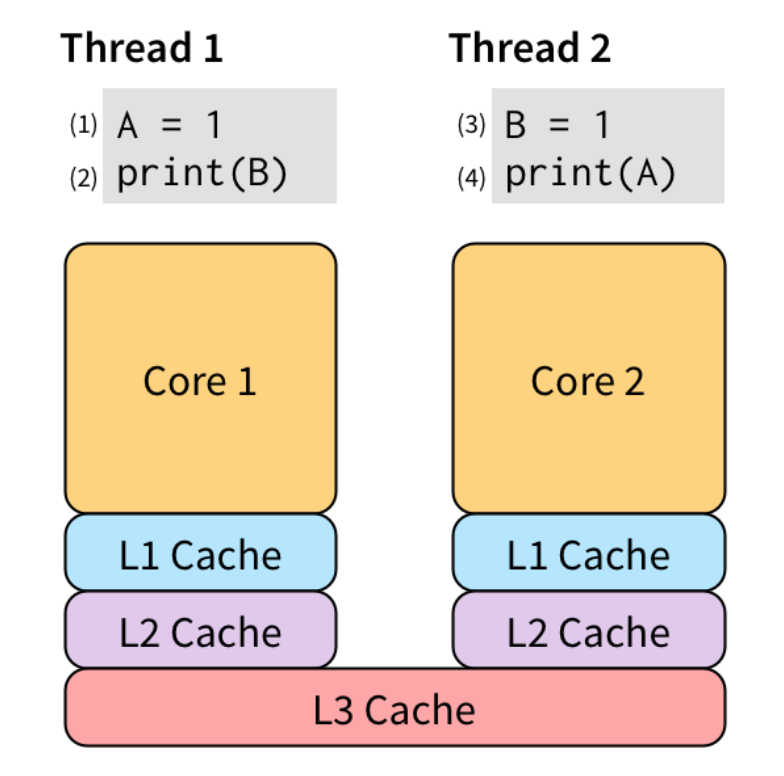 Thread 1
(1) A = 1
(2) print(B)
Thread 2
(3) B = 1
(4) print(A)
Core 1
Core 2
L1 Cache
L1 Cache
L2 Cache
L2 Cache
L3 Cache